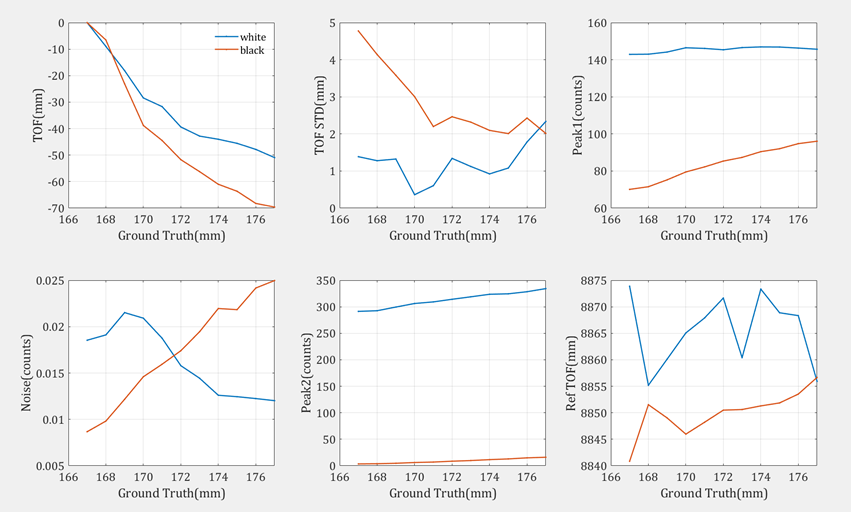 TOF(mm)
0
-10
-20
-30
-40
-50
-60
-70
166 168 170 172 174 176
Ground Truth(mm)
white
black
TOF STD(mm)
5
4
3
2
1
0
166 168 170 172 174 176
Ground Truth(mm)
Peak1(counts)
160
140
120
100
80
60
166 168 170 172 174 176
Ground Truth(mm)
Noise(counts)
0.025
0.02
0.015
0.01
0.005
166 168 170 172 174 176
Ground Truth(mm)
Peak2(counts)
350
300
250
200
150
100
50
0
166 168 170 172 174 176
Ground Truth(mm)
Ref TOF(mm)
8875
8870
8865
8860
8855
8850
8845
8840
166 168 170 172 174 176
Ground Truth(mm)